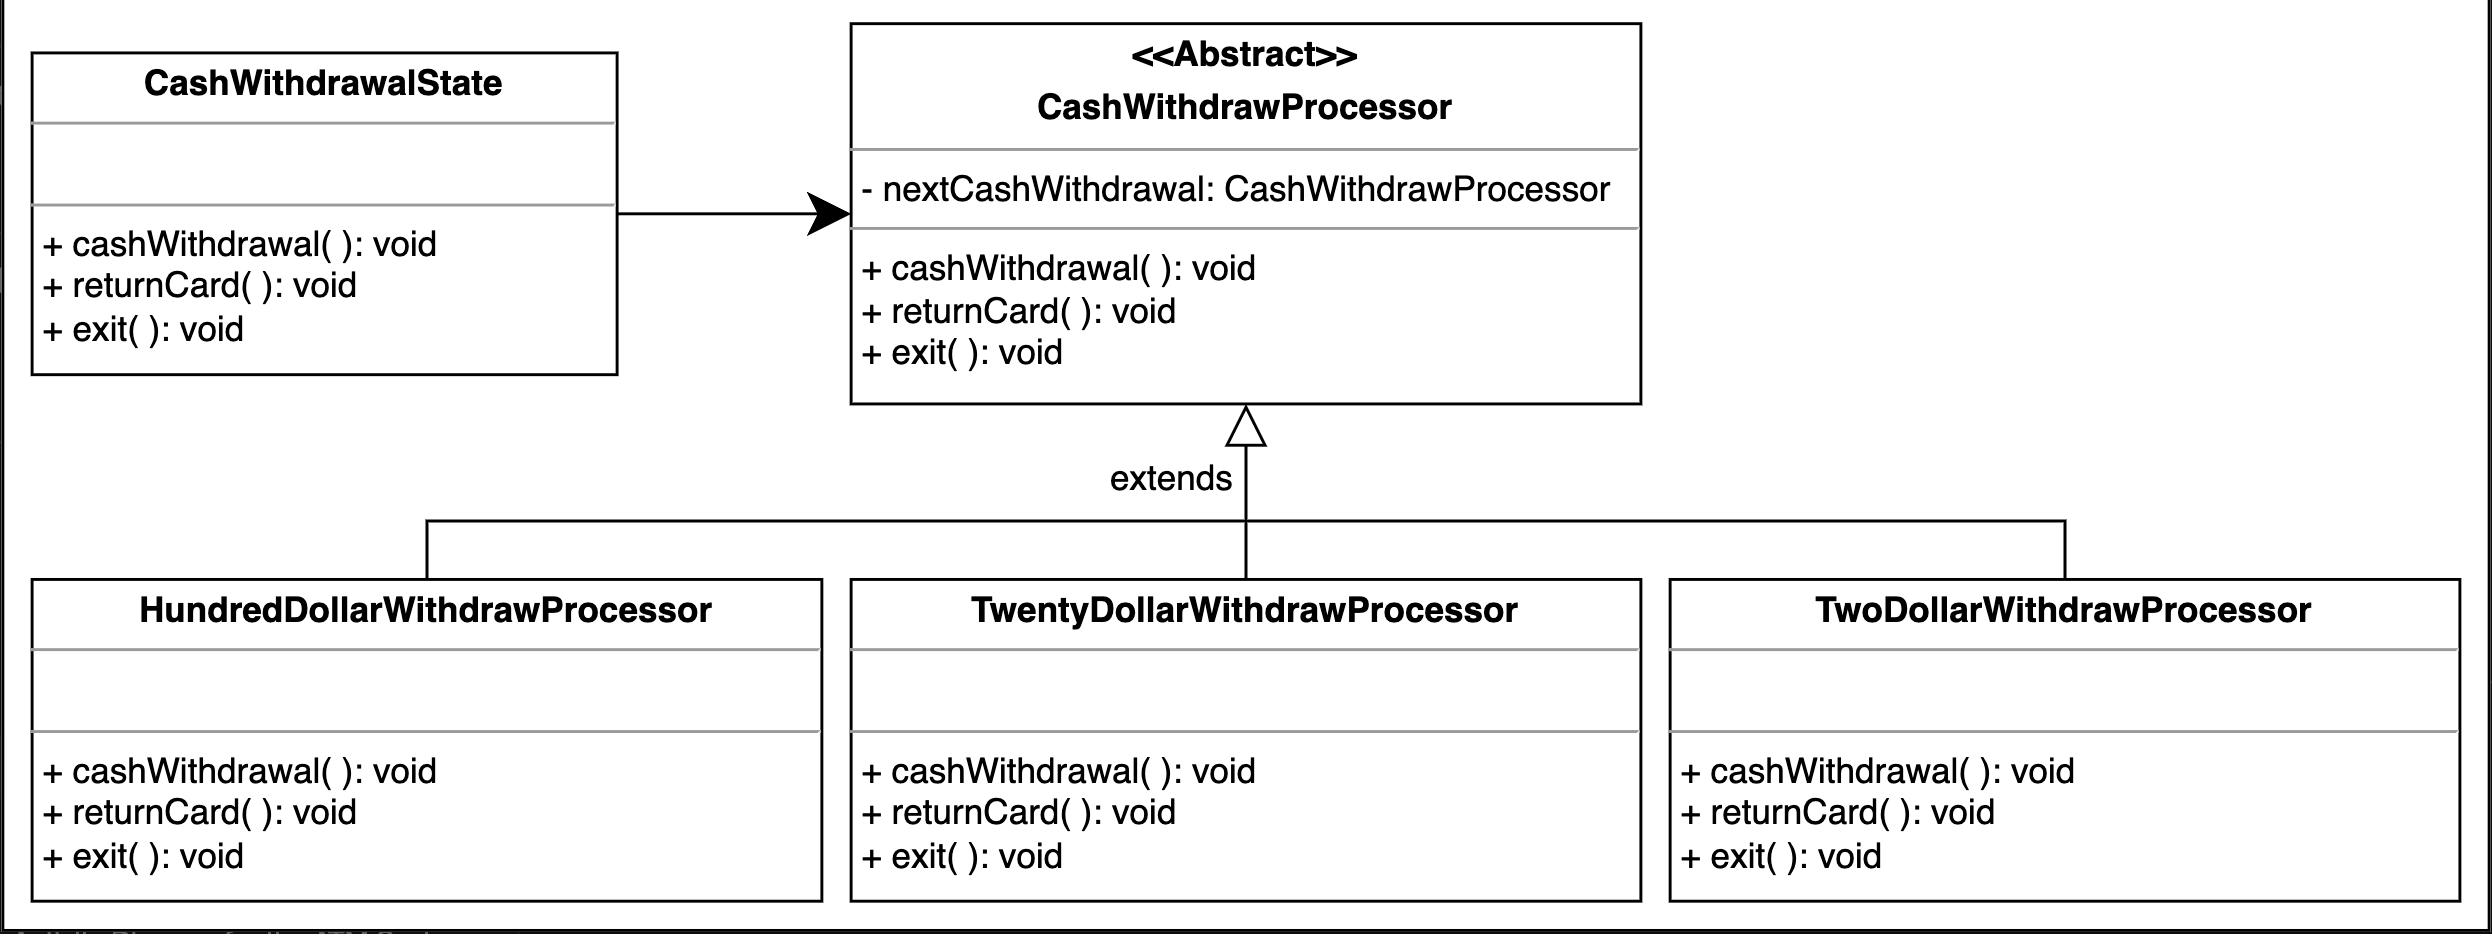 CashWithdrawalState
+ cashWithdrawal( ): void
+ returnCard( ): void
+ exit( ): void
<<Abstract>>
CashWithdrawProcessor
- nextCashWithdrawal: CashWithdrawProcessor
+ cashWithdrawal( ): void
+ returnCard( ): void
+ exit( ): void
extends
HundredDollarWithdrawProcessor
+ cashWithdrawal( ): void
+ returnCard( ): void
+ exit( ): void
TwentyDollarWithdrawProcessor
+ cashWithdrawal( ): void
+ returnCard( ): void
+ exit( ): void
TwoDollarWithdrawProcessor
+ cashWithdrawal( ): void
+ returnCard( ): void
+ exit( ): void